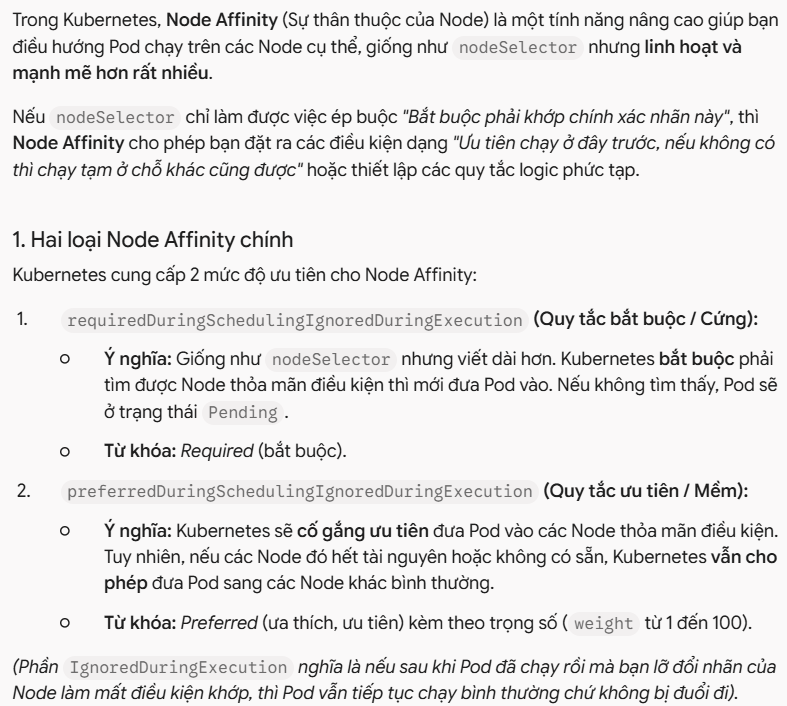 Trong Kubernetes, Node Affinity (Sự thân thuộc của Node) là một tính năng nâng cao giúp bạn
điều hướng Pod chạy trên các Node cụ thể, giống như nodeSelector nhưng linh hoạt và
mạnh mẽ hơn rất nhiều.
Nếu nodeSelector chỉ làm được việc ép buộc "Bắt buộc phải khớp chính xác nhãn này", thì
Node Affinity cho phép bạn đặt ra các điều kiện dạng "Ưu tiên chạy ở đây trước, nếu không có
thì chạy tạm ở chỗ khác cũng được" hoặc thiết lập các quy tắc logic phức tạp.
1. Hai loại Node Affinity chính
Kubernetes cung cấp 2 mức độ ưu tiên cho Node Affinity:
1. requiredDuringSchedulingIgnoredDuringExecution (Quy tắc bắt buộc / Cứng):
○ Ý nghĩa: Giống như nodeSelector nhưng viết dài hơn. Kubernetes bắt buộc phải
tìm được Node thỏa mãn điều kiện thì mới đưa Pod vào. Nếu không tìm thấy, Pod sẽ
ở trạng thái Pending.
○ Từ khóa: Required (bắt buộc).
2. preferredDuringSchedulingIgnoredDuringExecution (Quy tắc ưu tiên / Mềm):
○ Ý nghĩa: Kubernetes sẽ cố gắng ưu tiên đưa Pod vào các Node thỏa mãn điều kiện.
Tuy nhiên, nếu các Node đó hết tài nguyên hoặc không có sẵn, Kubernetes vẫn cho
phép đưa Pod sang các Node khác bình thường.
○ Từ khóa: Preferred (ưa thích, ưu tiên) kèm theo trọng số (weight từ 1 đến 100).
(Phần IgnoredDuringExecution nghĩa là nếu sau khi Pod đã chạy rồi mà bạn lỡ đổi nhãn của
Node làm mất điều kiện khớp, thì Pod vẫn tiếp tục chạy bình thường chứ không bị đuổi đi).